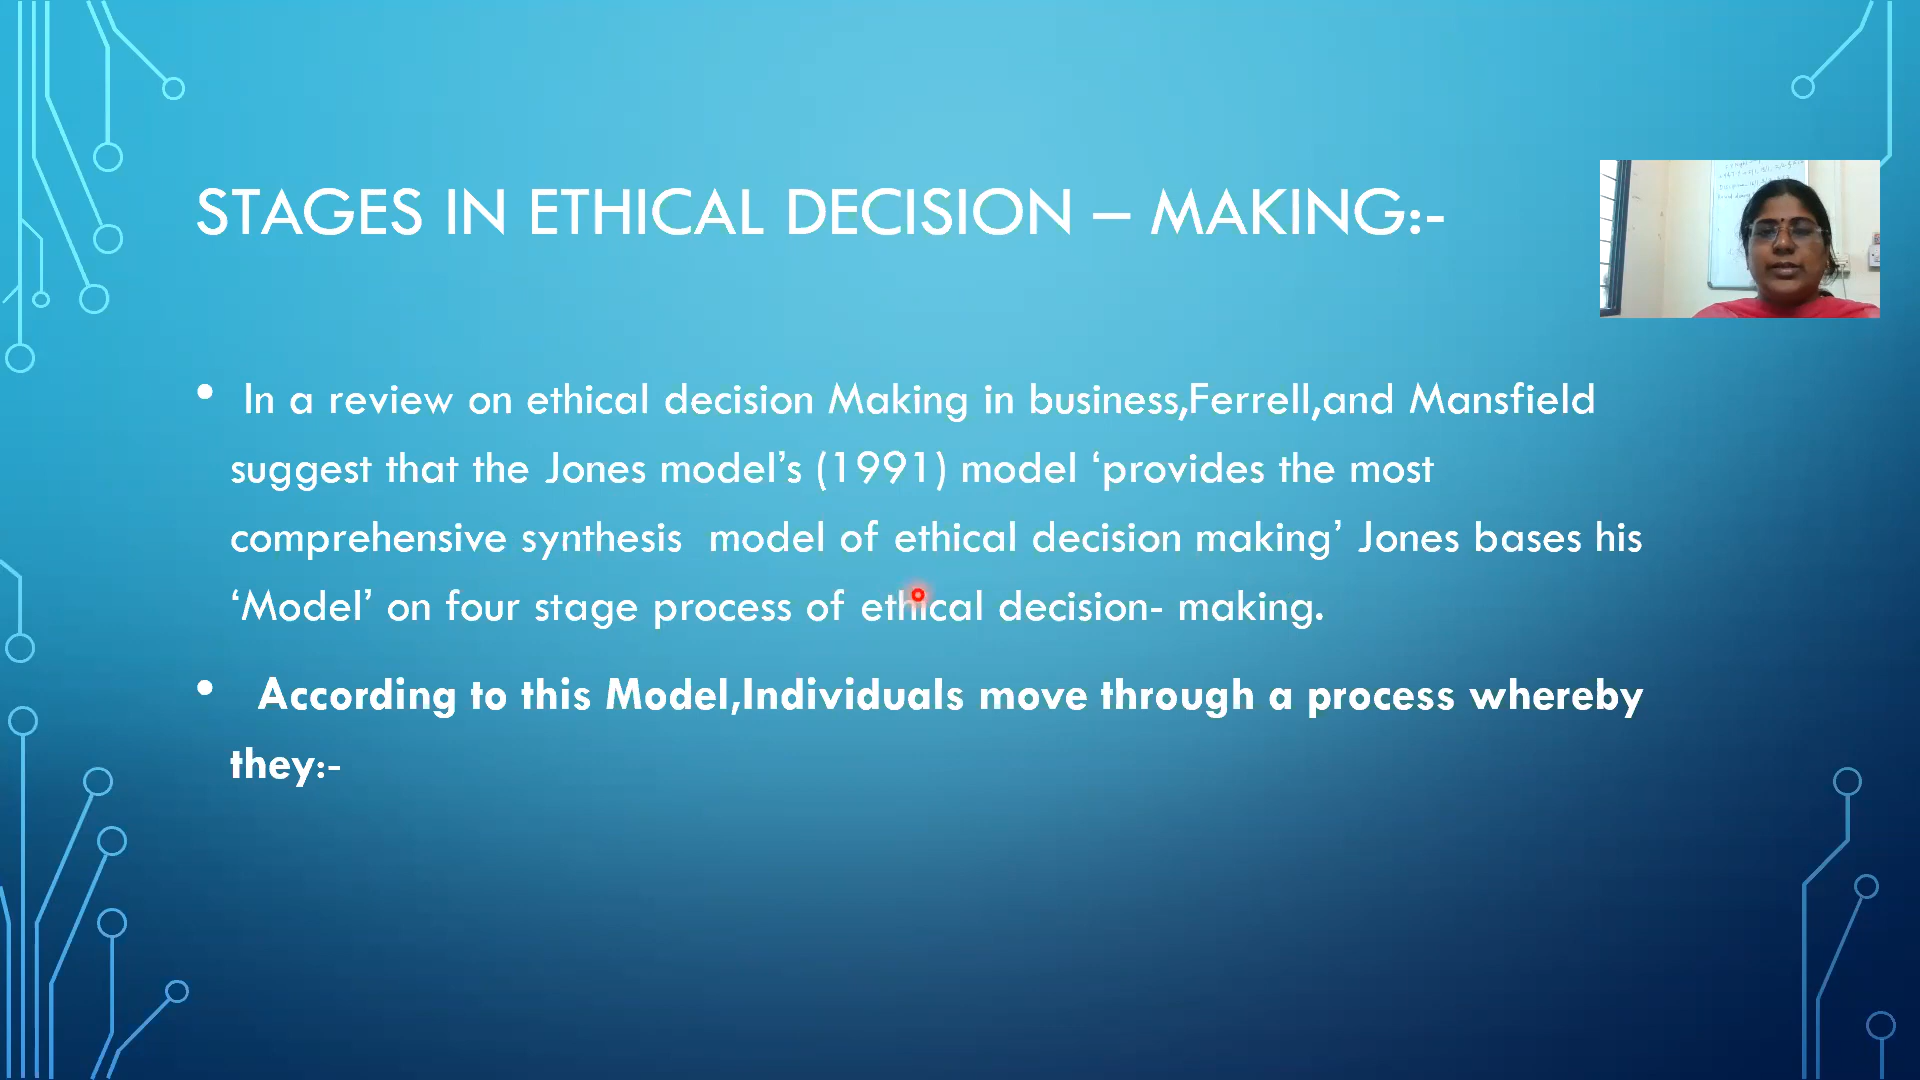 STAGES IN ETHICAL DECISION – MAKING:-
• In a review on ethical decision Making in business,Ferrell,and Mansfield
suggest that the Jones model’s (1991) model ‘provides the most
comprehensive synthesis model of ethical decision making’ Jones bases his
‘Model’ on four stage process of ethical decision- making.
• According to this Model,Individuals move through a process whereby
they:-